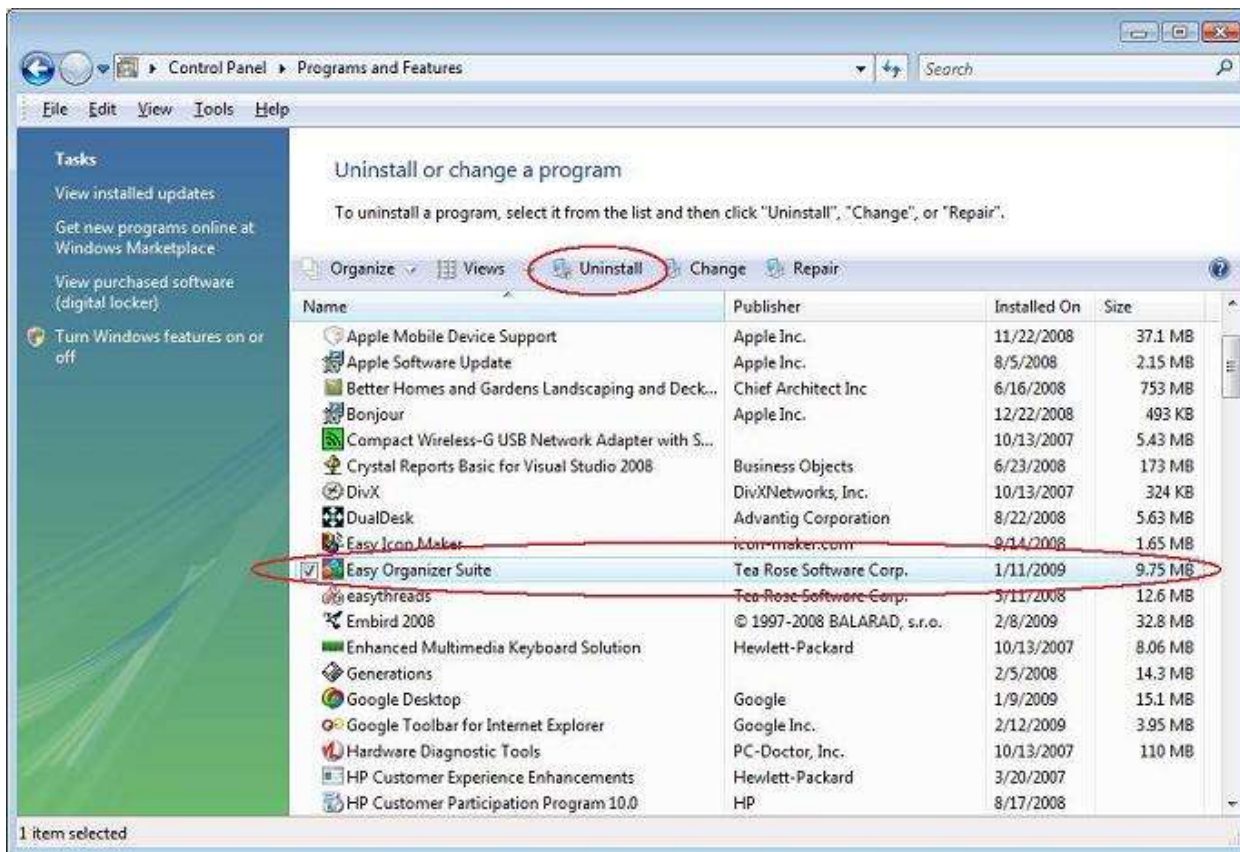 Control Panel ▸ Programs and Features
Search
File Edit View Tools Help
Tasks
View installed updates
Get new programs online at
Windows Marketplace
View purchased software
(digital locker)
Turn Windows features on or
off
Uninstall or change a program
To uninstall a program, select it from the list and then click "Uninstall", "Change", or "Repair".
Organize Views Uninstall Change Repair
Name Publisher Installed On Size
Apple Mobile Device Support Apple Inc. 11/22/2008 37.1 MB
Apple Software Update Apple Inc. 8/5/2008 2.15 MB
Better Homes and Gardens Landscaping and Deck... Chief Architect Inc 6/16/2008 753 MB
Bonjour Apple Inc. 12/22/2008 493 KB
Compact Wireless-G USB Network Adapter with S... 10/13/2007 5.43 MB
Crystal Reports Basic for Visual Studio 2008 Business Objects 6/23/2008 173 MB
DivX DivXNetworks, Inc. 10/13/2007 324 KB
DualDesk Advantig Corporation 8/22/2008 5.63 MB
Easy Icon Maker icon-maker.com 9/14/2008 1.65 MB
Easy Organizer Suite Tea Rose Software Corp. 1/11/2009 9.75 MB
easythreads Tea Rose Software Corp. 5/11/2008 12.6 MB
Embird 2008 © 1997-2008 BALARAD, s.r.o. 2/8/2009 32.8 MB
Enhanced Multimedia Keyboard Solution Hewlett-Packard 10/13/2007 8.06 MB
Generations 2/5/2008 14.3 MB
Google Desktop Google 1/9/2009 15.1 MB
Google Toolbar for Internet Explorer Google Inc. 2/12/2009 3.95 MB
Hardware Diagnostic Tools PC-Doctor, Inc. 10/13/2007 110 MB
HP Customer Experience Enhancements Hewlett-Packard 3/20/2007
HP Customer Participation Program 10.0 HP 8/17/2008
1 item selected